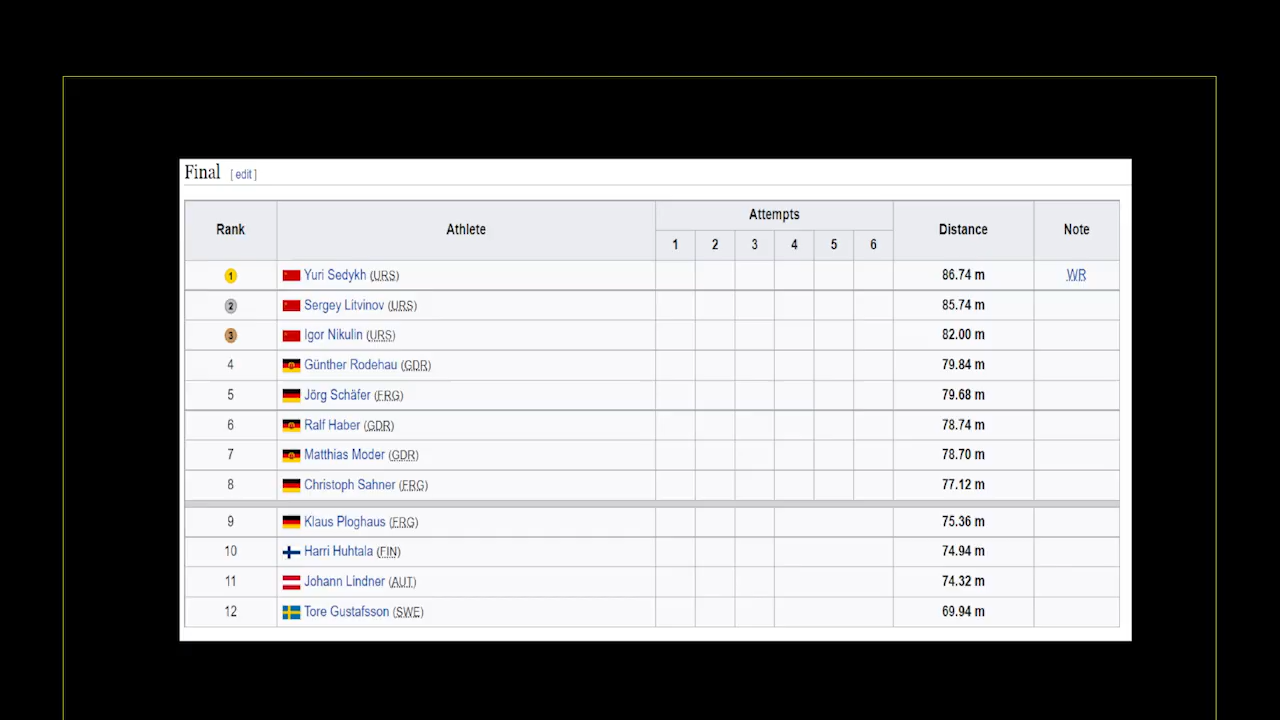 Final [ edit ]
Rank Athlete Attempts Distance Note
1 2 3 4 5 6
1 Yuri Sedykh (URS) 86.74 m WR
2 Sergey Litvinov (URS) 85.74 m
3 Igor Nikulin (URS) 82.00 m
4 Günther Rodehau (GDR) 79.84 m
5 Jörg Schäfer (FRG) 79.68 m
6 Ralf Haber (GDR) 78.74 m
7 Matthias Moder (GDR) 78.70 m
8 Christoph Sahner (FRG) 77.12 m
9 Klaus Ploghaus (FRG) 75.36 m
10 Harri Huhtala (FIN) 74.94 m
11 Johann Lindner (AUT) 74.32 m
12 Tore Gustafsson (SWE) 69.94 m